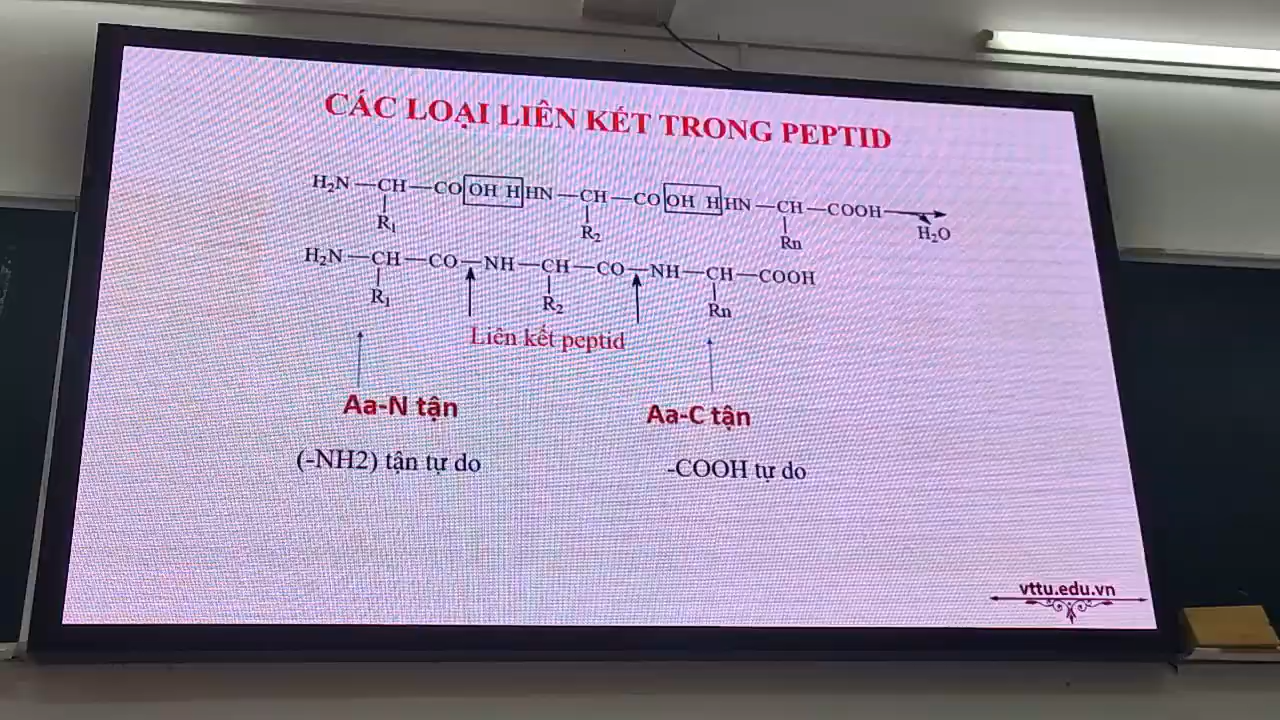 CÁC LOẠI LIÊN KẾT TRONG PEPTID
H₂N—CH—CO OH H HN—CH—CO OH H HN—CH—COOH
R₁ R₂ Rn H₂O
H₂N—CH—CO—NH—CH—CO—NH—CH—COOH
R₁ R₂ Rn
Liên kết peptid
Aa-N tận Aa-C tận
(-NH2) tận tự do -COOH tự do
vttu.edu.vn